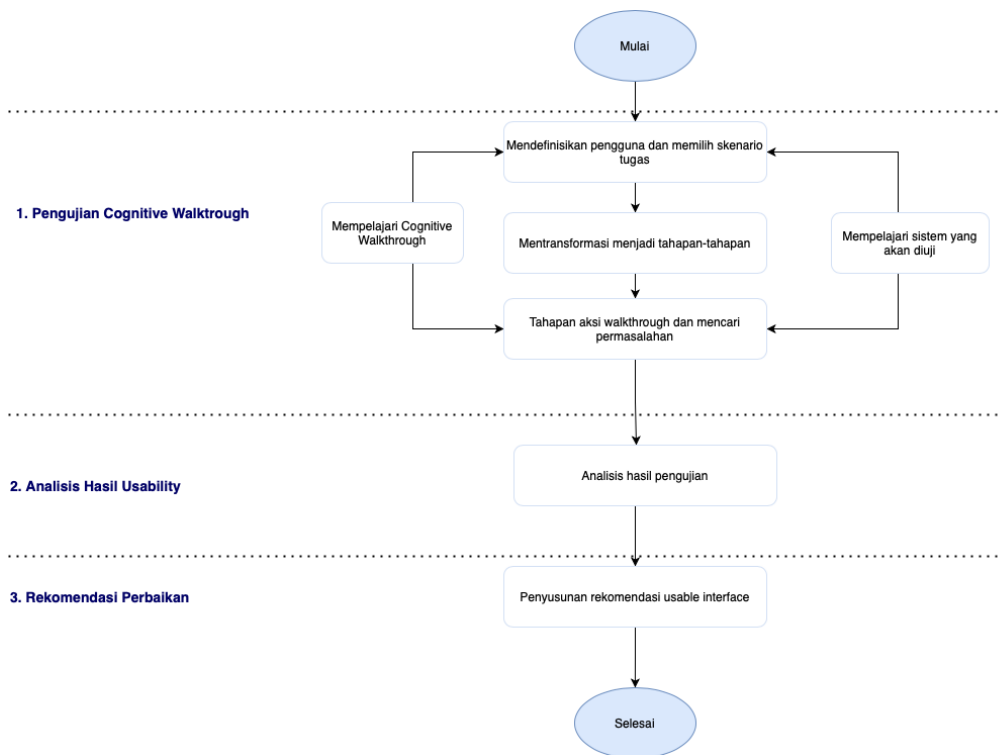 Mulai
Mendefinisikan pengguna dan memilih skenario
tugas
1. Pengujian Cognitive Walktrough
Mempelajari Cognitive
Walkthrough
Mentransformasi menjadi tahapan-tahapan
Mempelajari sistem yang
akan diuji
Tahapan aksi walkthrough dan mencari
permasalahan
2. Analisis Hasil Usability
Analisis hasil pengujian
3. Rekomendasi Perbaikan
Penyusunan rekomendasi usable interface
Selesai